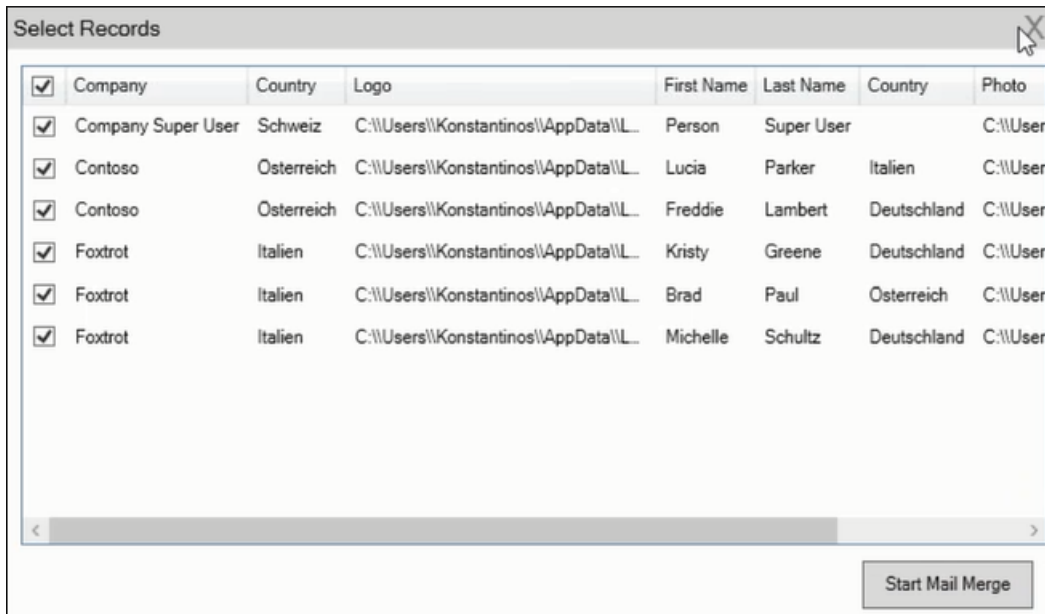 Select Records X
Company Country Logo First Name Last Name Country Photo
Company Super User Schweiz C:\\Users\\Konstantinos\\AppData\\L... Person Super User C:\\User
Contoso Österreich C:\\Users\\Konstantinos\\AppData\\L... Lucia Parker Italien C:\\User
Contoso Österreich C:\\Users\\Konstantinos\\AppData\\L... Freddie Lambert Deutschland C:\\User
Foxtrot Italien C:\\Users\\Konstantinos\\AppData\\L... Kristy Greene Deutschland C:\\User
Foxtrot Italien C:\\Users\\Konstantinos\\AppData\\L... Brad Paul Österreich C:\\User
Foxtrot Italien C:\\Users\\Konstantinos\\AppData\\L... Michelle Schultz Deutschland C:\\User
Start Mail Merge